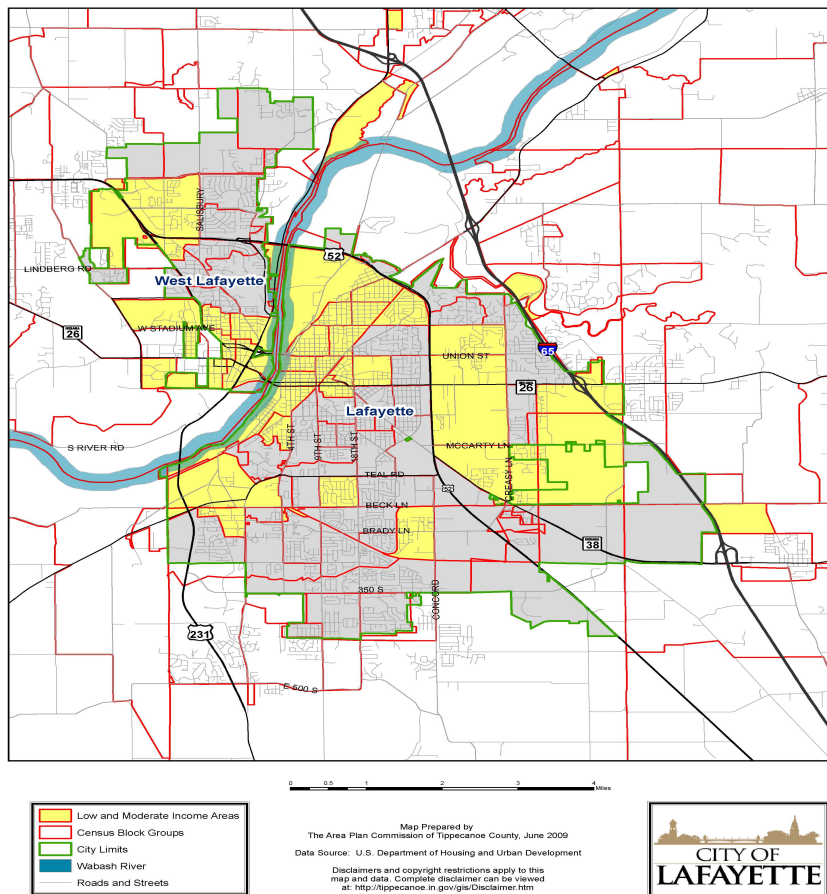 SALISBURY
52
LINDBERG RD
West Lafayette
INDIANA
26
W STADIUM AVE
65
UNION ST
26
Lafayette
S RIVER RD
4TH ST
9TH ST
18TH ST
MCCARTY LN
CREASY LN
TEAL RD
52
BECK LN
BRADY LN
INDIANA
38
350 S
CONCORD
231
E 500 S
0 0.5 1 2 3 4
Miles
Low and Moderate Income Areas
Census Block Groups
City Limits
Wabash River
Roads and Streets
Map Prepared by
The Area Plan Commission of Tippecanoe County, June 2009
Data Source: U.S. Department of Housing and Urban Development
Disclaimers and copyright restrictions apply to this
map and data. Complete disclaimer can be viewed
at: http://tippecanoe.in.gov/gis/Disclaimer.htm
CITY OF
LAFAYETTE